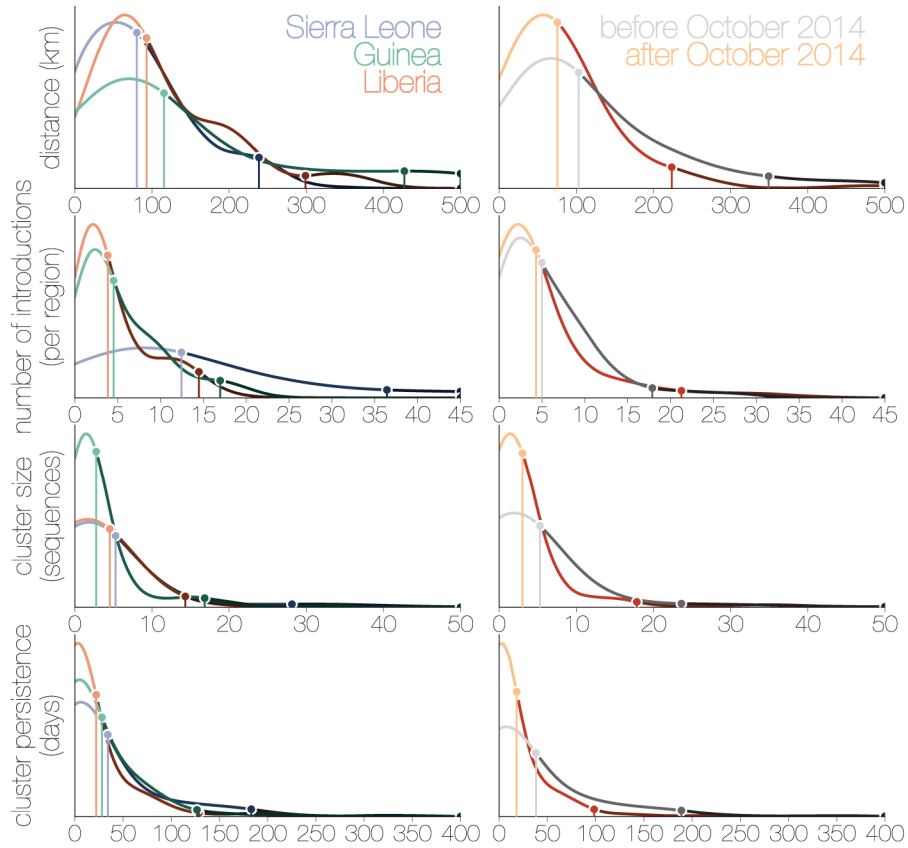 Sierra Leone
Guinea
Liberia
before October 2014
after October 2014
distance (km)
0 100 200 300 400 500
0 100 200 300 400 500
number of introductions
(per region)
0 5 10 15 20 25 30 35 40 45
0 5 10 15 20 25 30 35 40 45
cluster size
(sequences)
0 10 20 30 40 50
0 10 20 30 40 50
cluster persistence
(days)
0 50 100 150 200 250 300 350 400
0 50 100 150 200 250 300 350 400